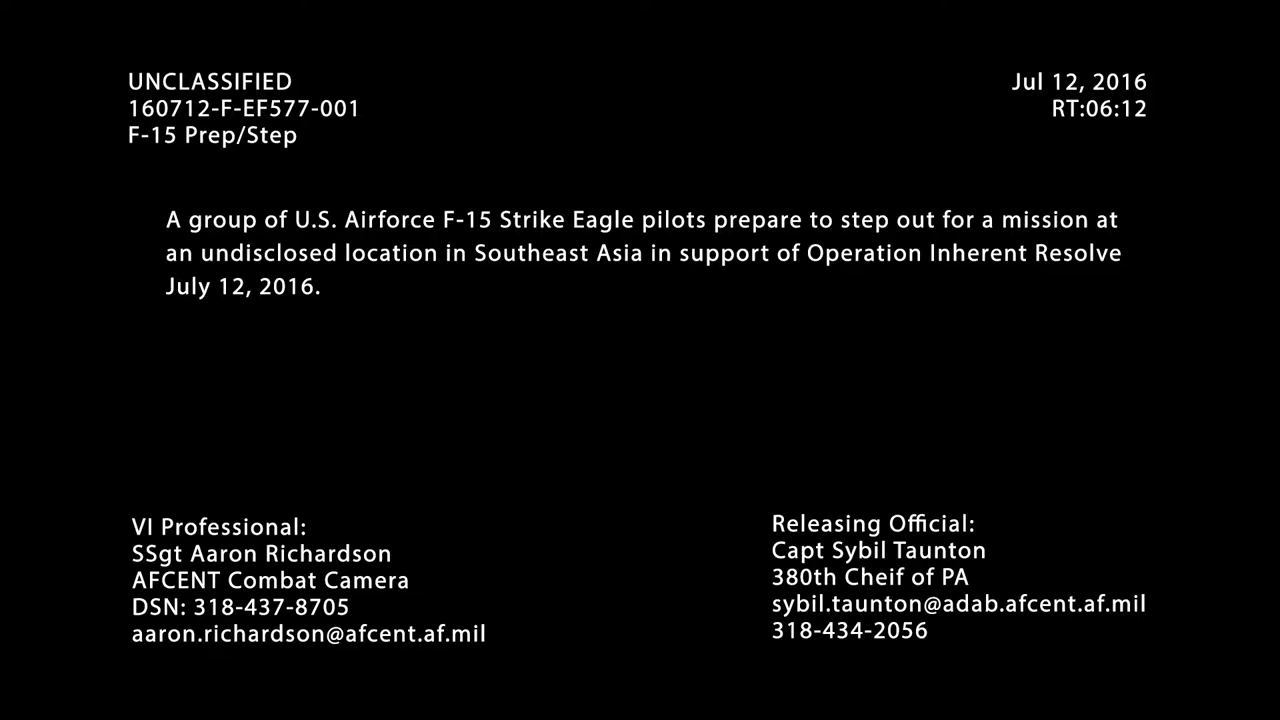 UNCLASSIFIED
160712-F-EF577-001
F-15 Prep/Step
Jul 12, 2016
RT:06:12
A group of U.S. Airforce F-15 Strike Eagle pilots prepare to step out for a mission at
an undisclosed location in Southeast Asia in support of Operation Inherent Resolve
July 12, 2016.
VI Professional:
SSgt Aaron Richardson
AFCENT Combat Camera
DSN: 318-437-8705
aaron.richardson@afcent.af.mil
Releasing Official:
Capt Sybil Taunton
380th Cheif of PA
sybil.taunton@adab.afcent.af.mil
318-434-2056